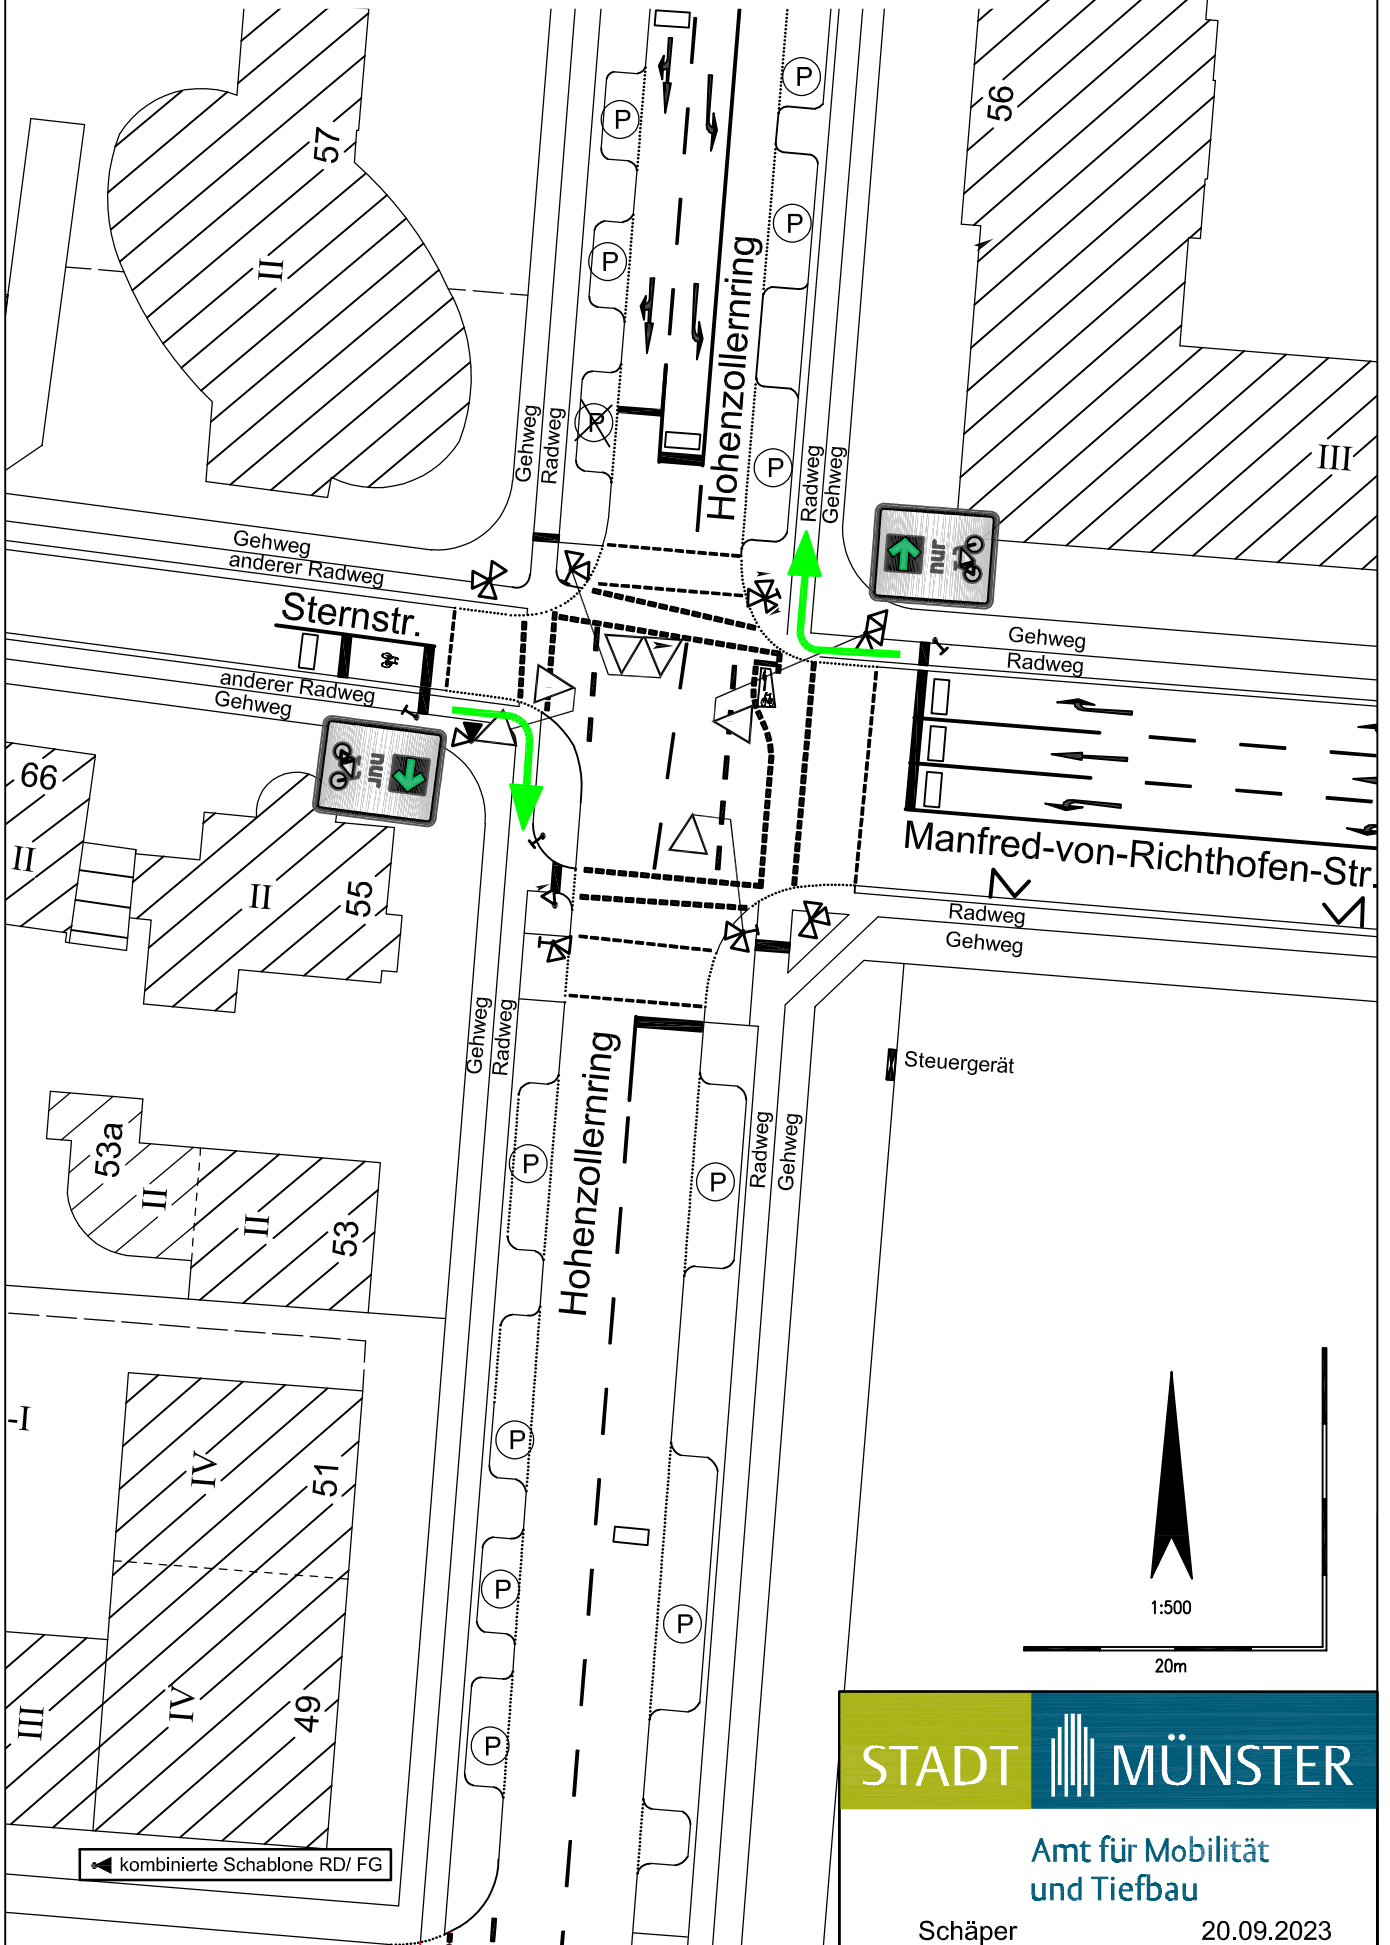 57
II
P
P
P
P
P
P
56
III
Hohenzollernring
Gehweg
Radweg
Radweg
Gehweg
Gehweg
anderer Radweg
Sternstr.
anderer Radweg
Gehweg
nur
nur
Gehweg
Radweg
Manfred-von-Richthofen-Str.
Radweg
Gehweg
66
II
II
55
Gehweg
Radweg
Hohenzollernring
Radweg
Gehweg
Steuergerät
53a
II
II
53
P
P
-I
IV
51
P
P
P
IV
49
III
P
1:500
20m
kombinierte Schablone RD/ FG
STADT MÜNSTER
Amt für Mobilität
und Tiefbau
Schäper 20.09.2023